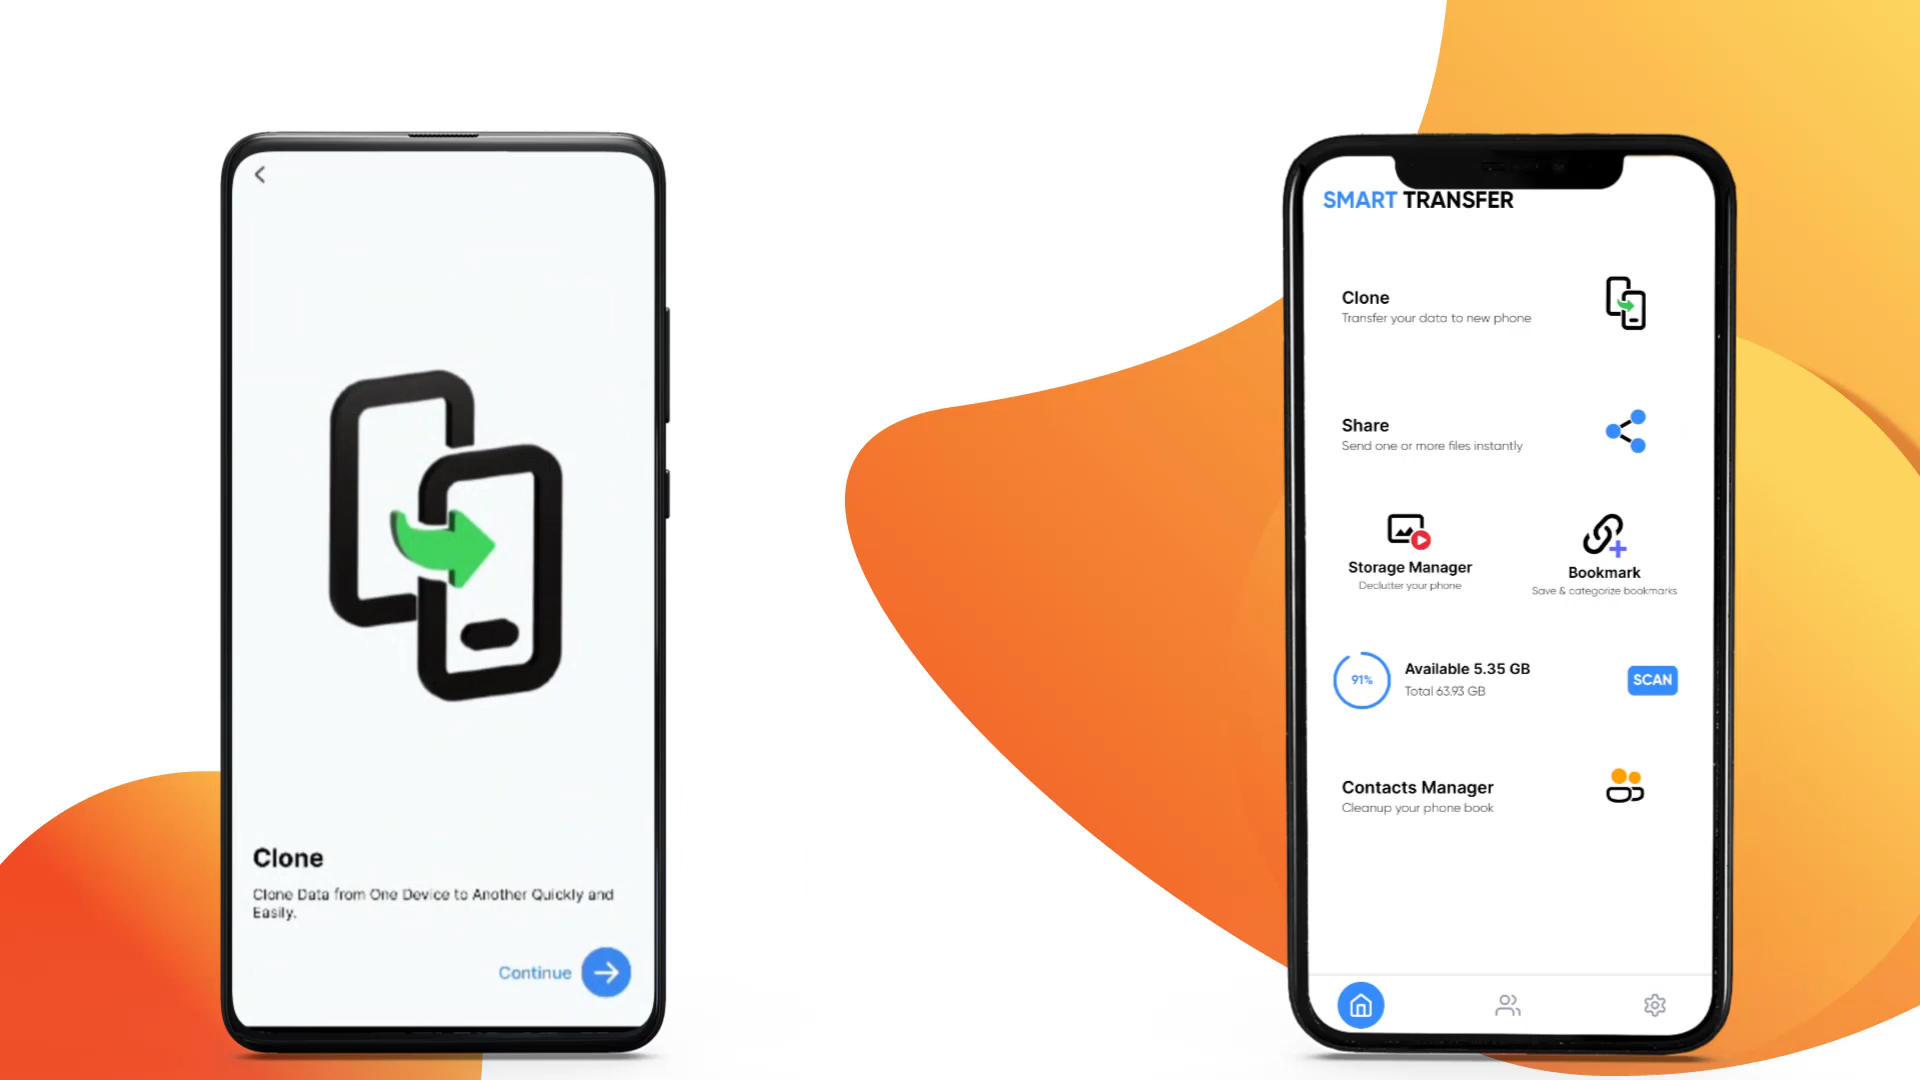 Clone
Clone Data from One Device to Another Quickly and
Easily.
Continue
SMART TRANSFER
Clone
Transfer your data to new phone
Share
Send one or more files instantly
Storage Manager
Declutter your phone
Bookmark
Save & categorize bookmarks
91%
Available 5.35 GB
Total 63.93 GB
SCAN
Contacts Manager
Cleanup your phone book